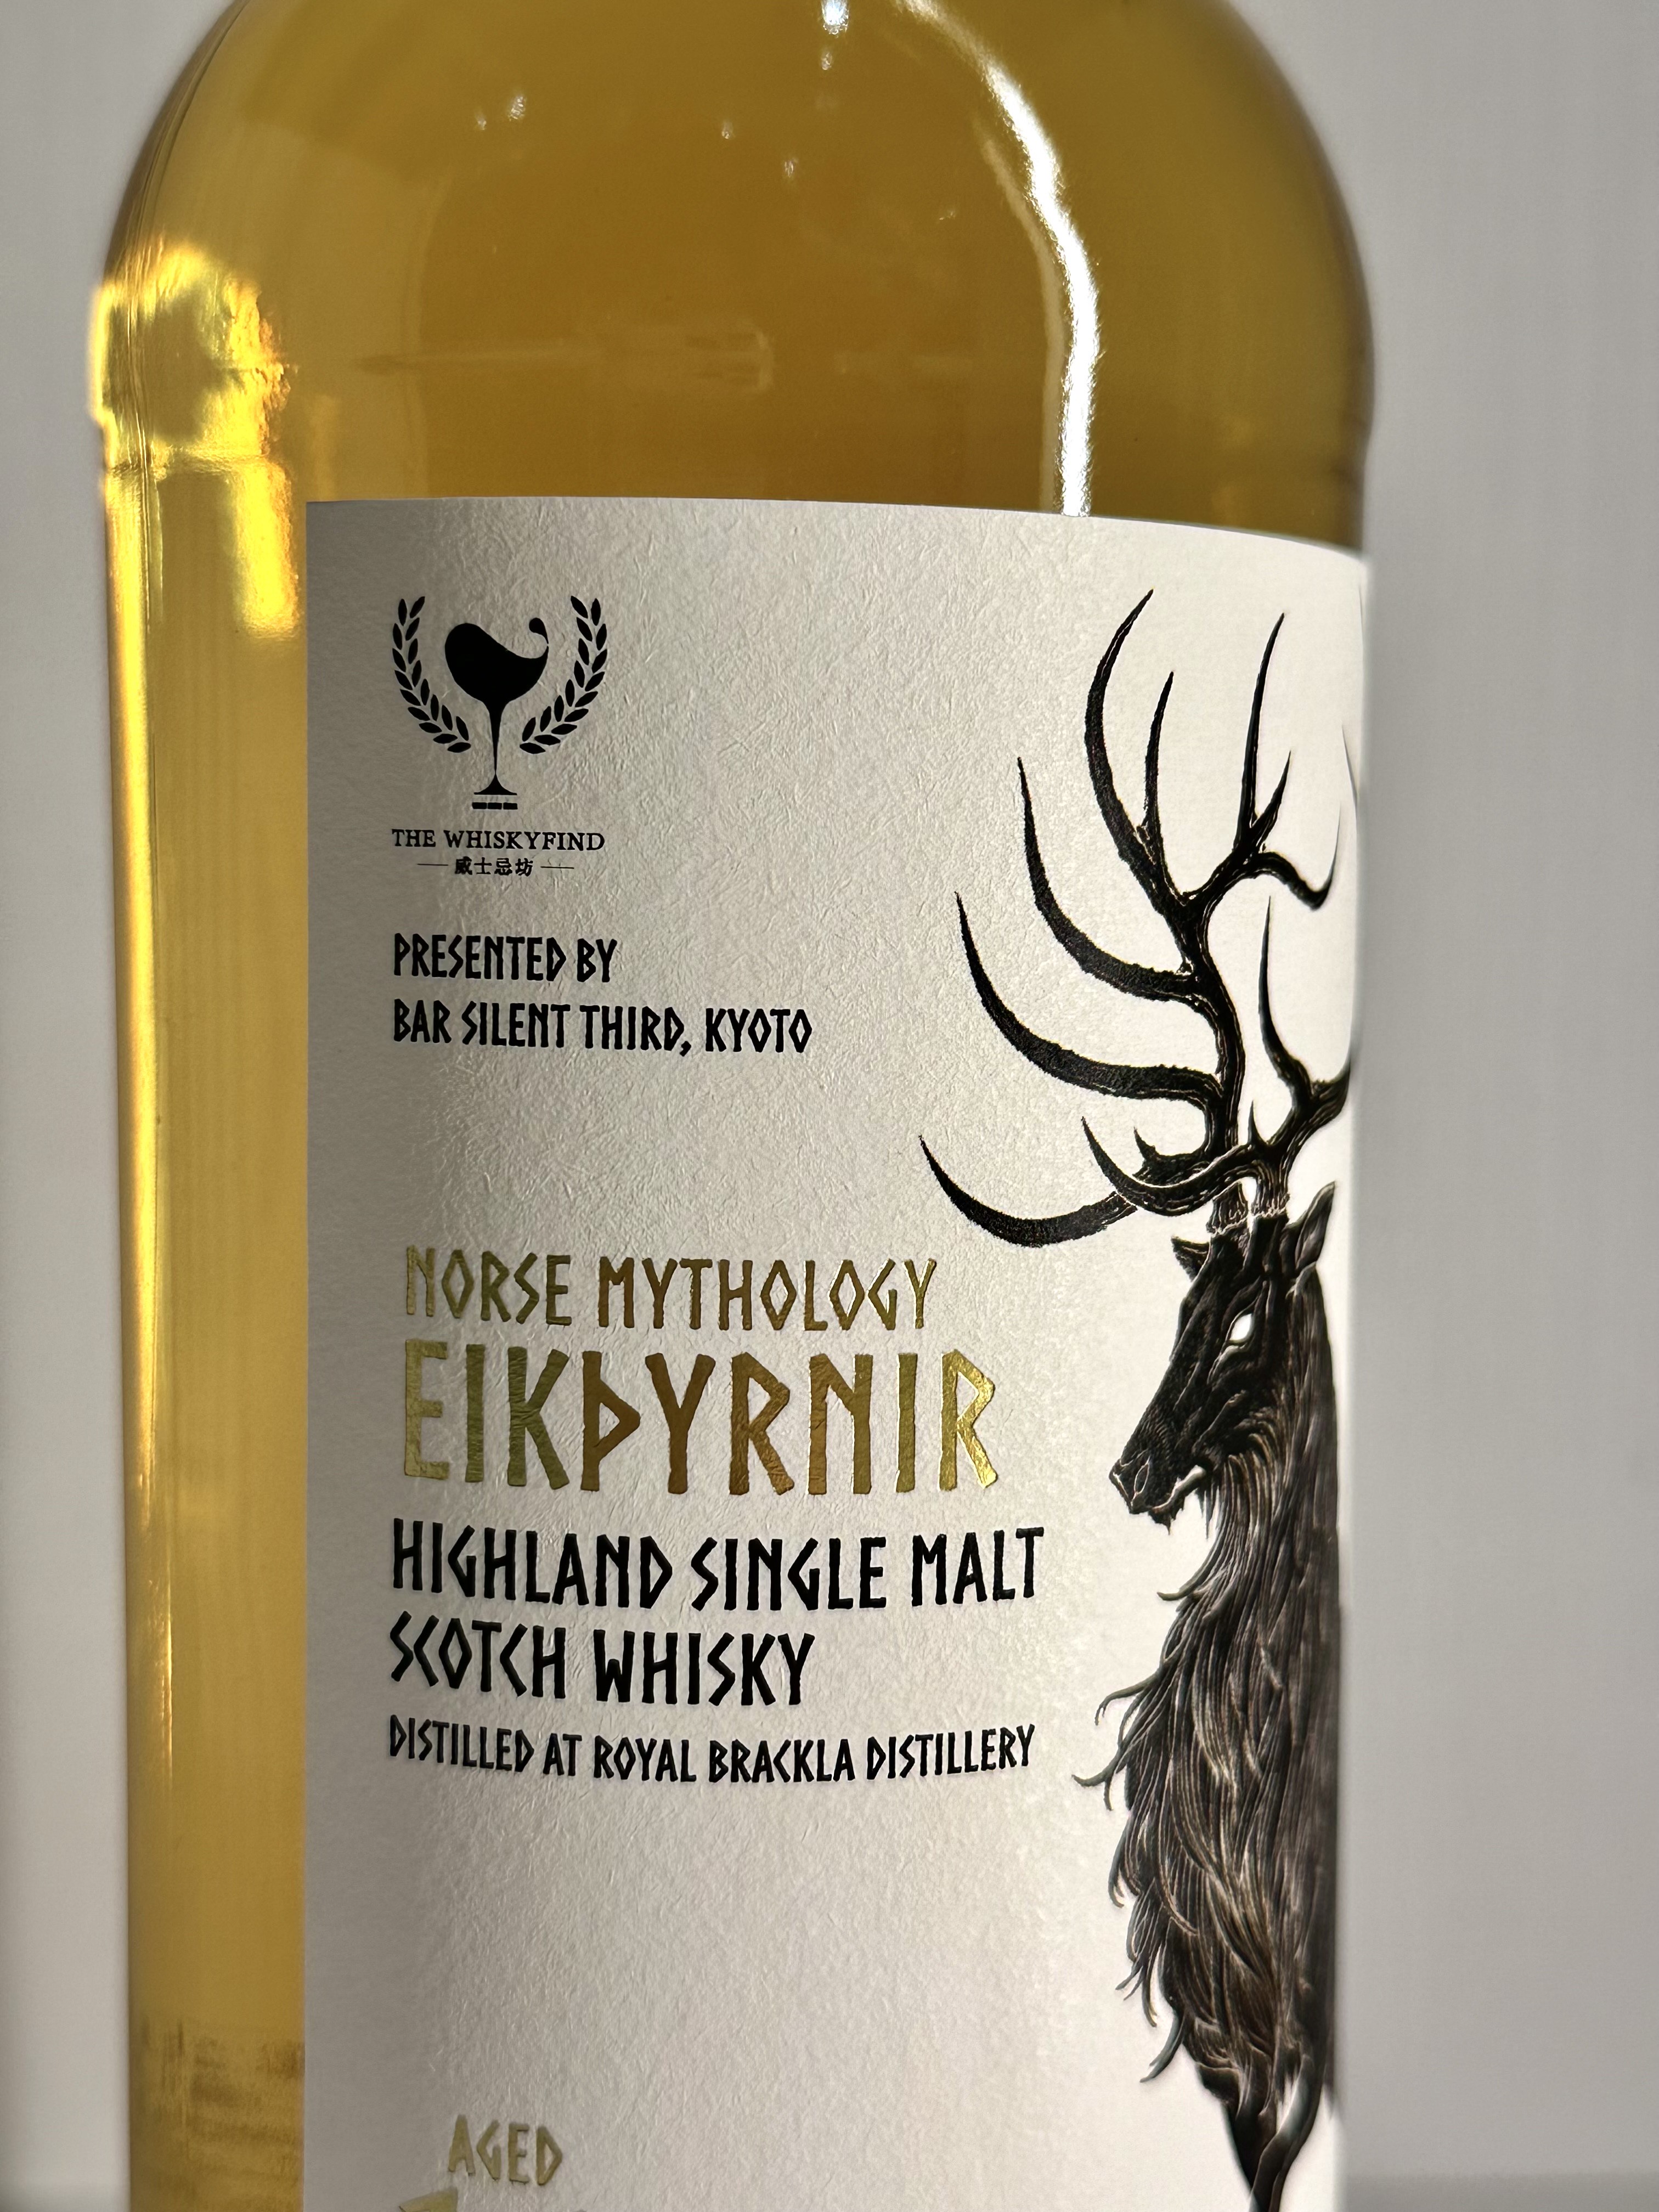 THE WHISKYFIND
威士忌坊
PRESENTED BY
BAR SILENT THIRD, KYOTO
NORSE MYTHOLOGY
EIKÞYRNIR
HIGHLAND SINGLE MALT
SCOTCH WHISKY
DISTILLED AT ROYAL BRACKLA DISTILLERY
AGED